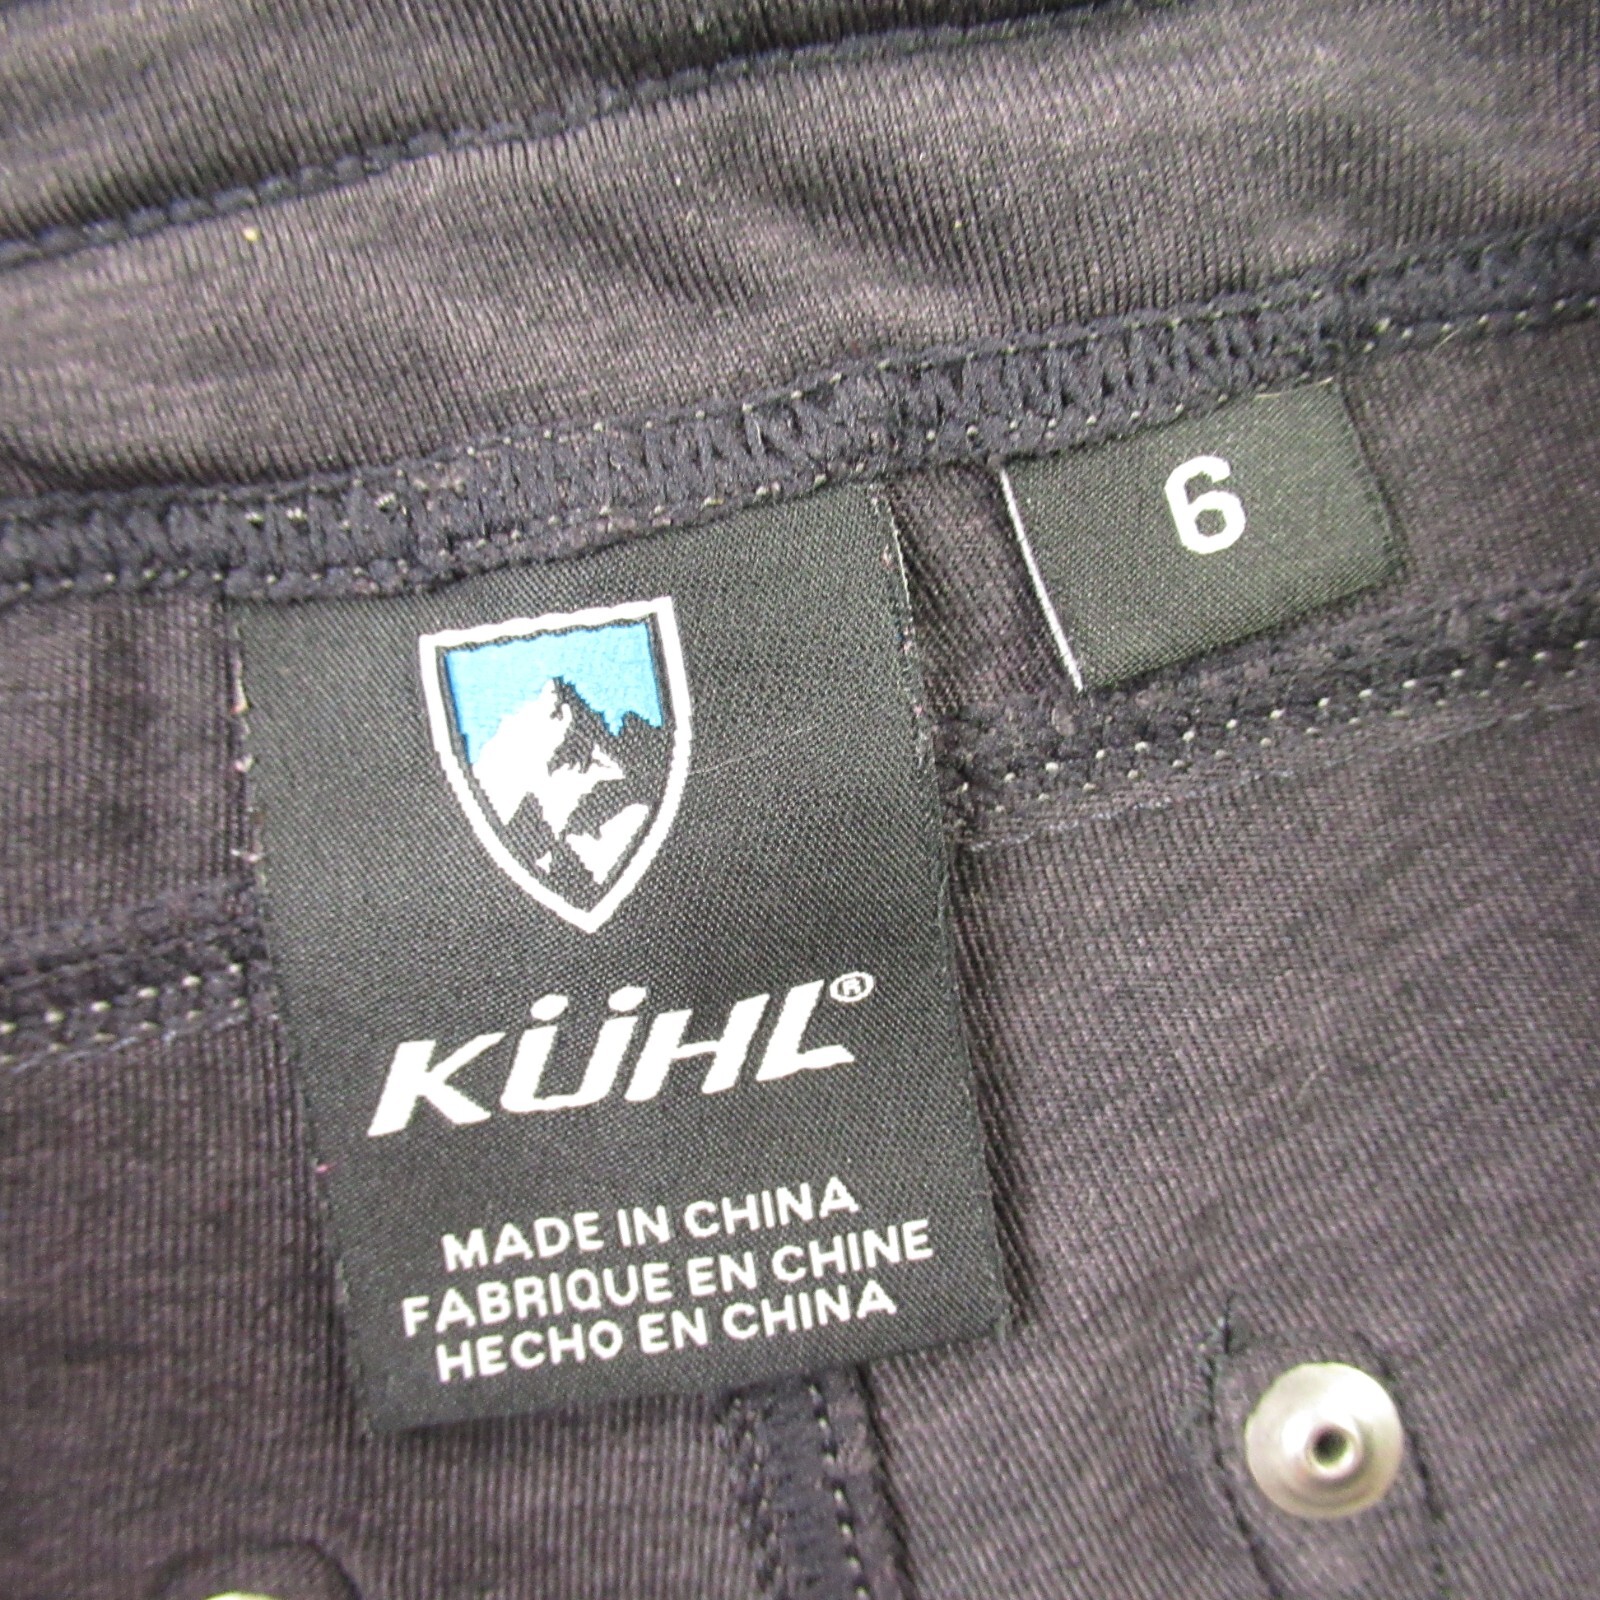 6
KÜHL®
MADE IN CHINA
FABRIQUE EN CHINE
HECHO EN CHINA